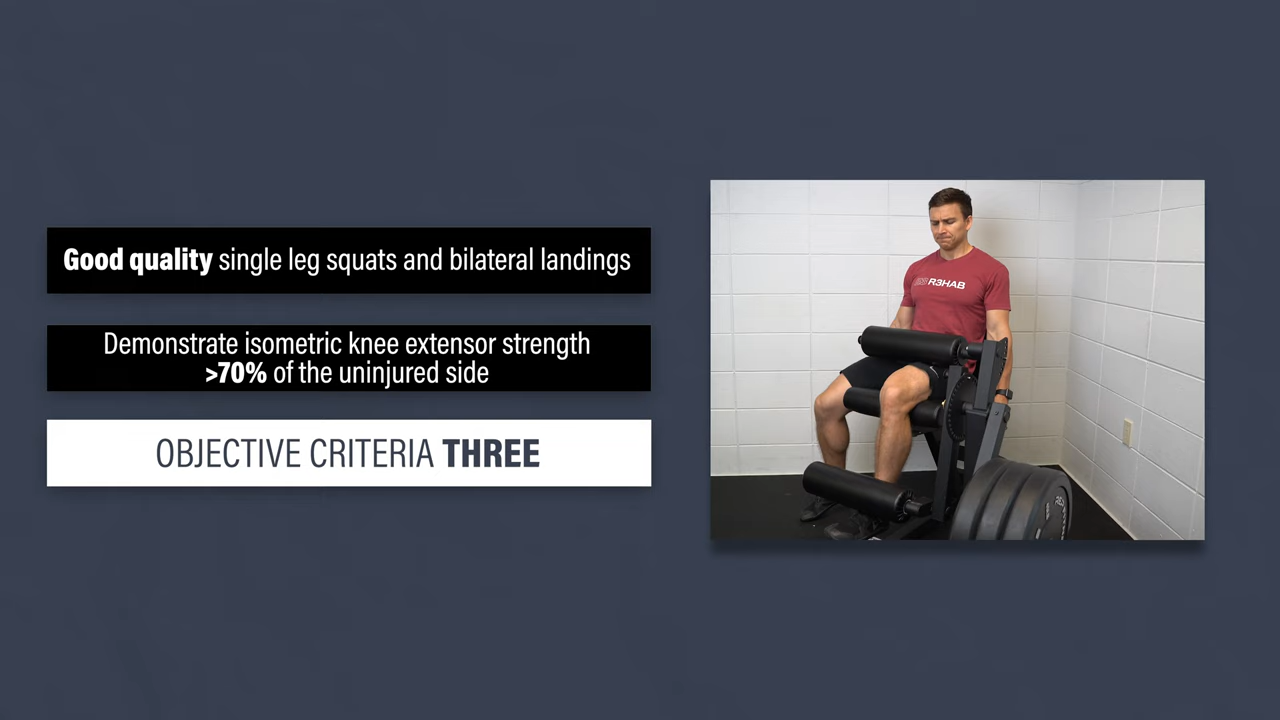 Good quality single leg squats and bilateral landings
Demonstrate isometric knee extensor strength
>70% of the uninjured side
OBJECTIVE CRITERIA THREE
R3HAB